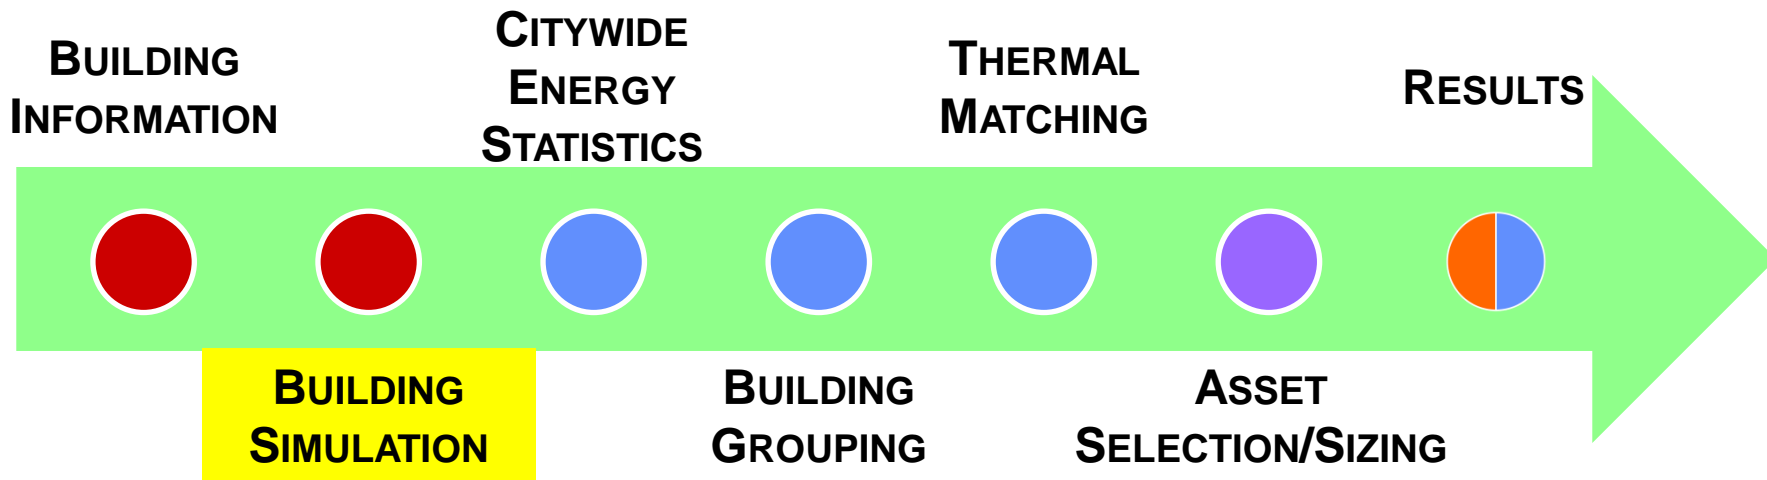 BUILDING
INFORMATION
BUILDING
SIMULATION
CITYWIDE
ENERGY
STATISTICS
BUILDING
GROUPING
THERMAL
MATCHING
ASSET
SELECTION/SIZING
RESULTS